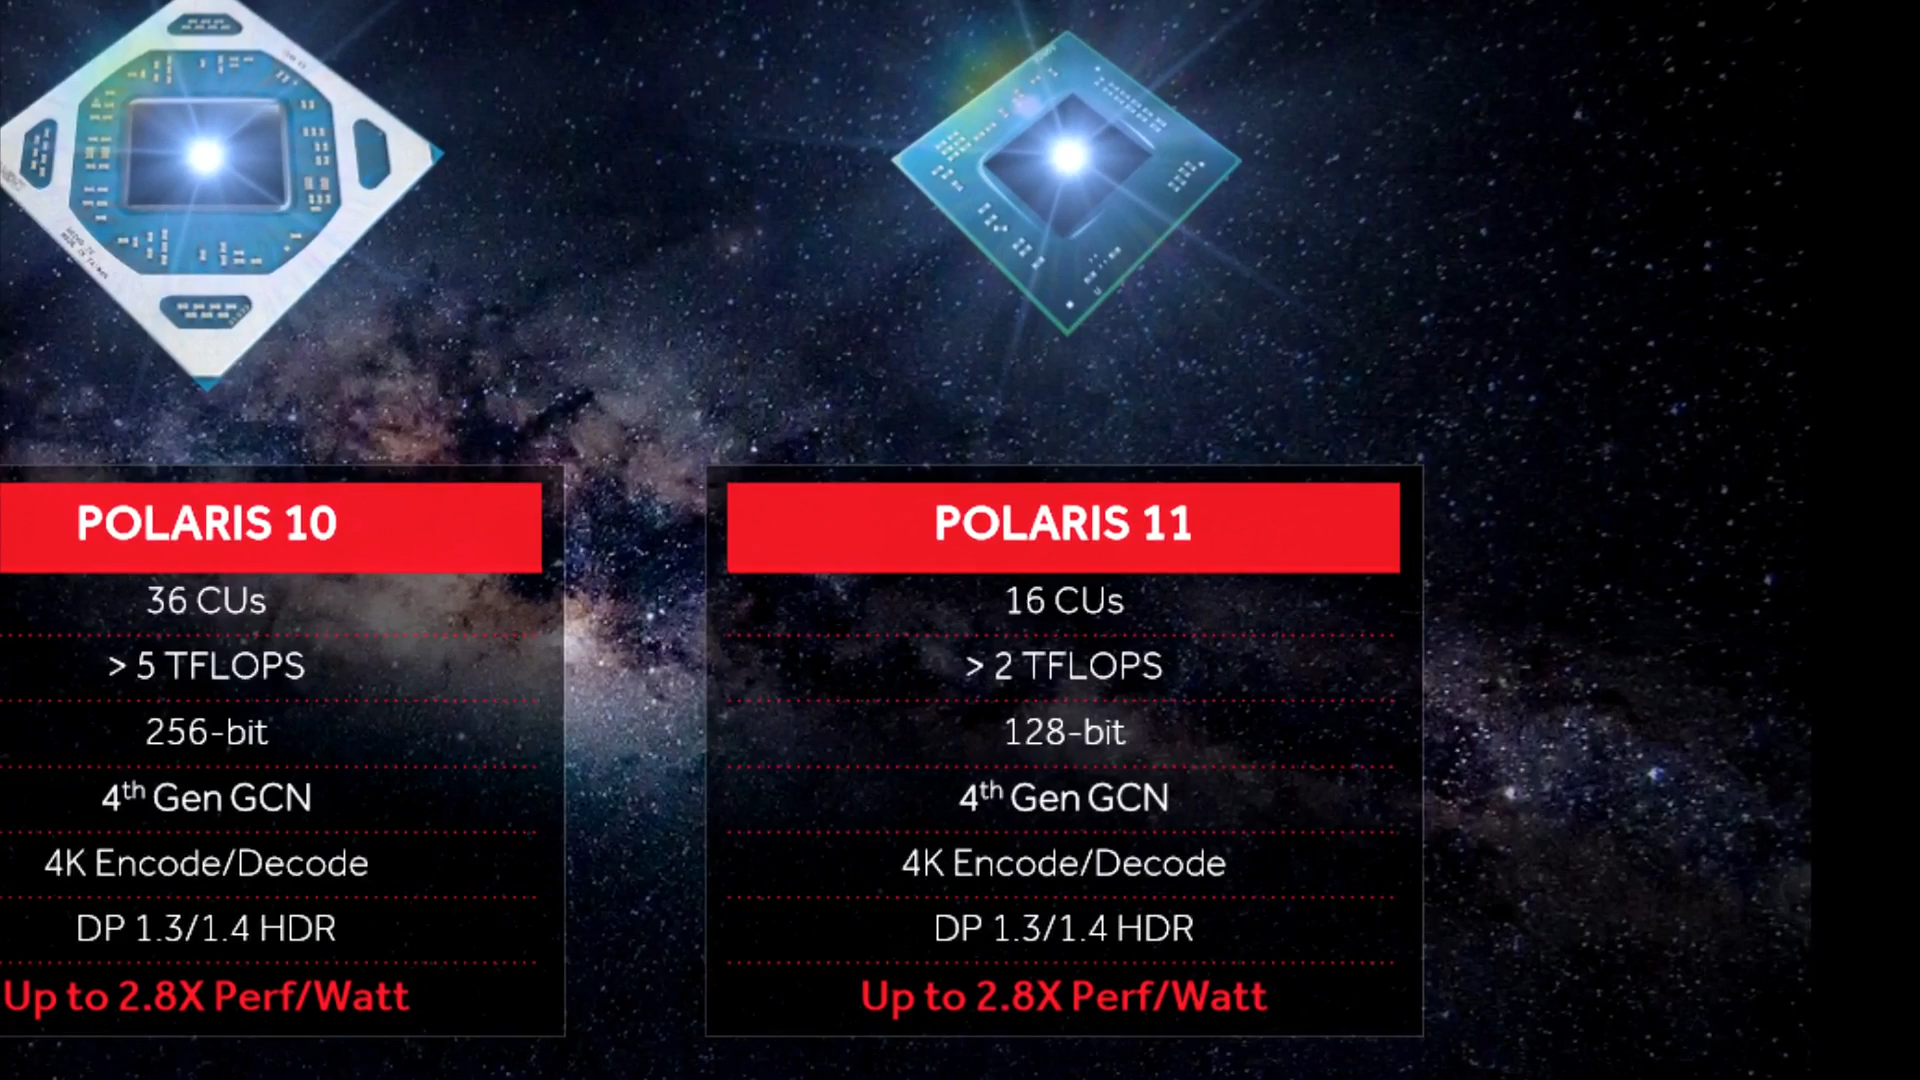 POLARIS 10
36 CUs
> 5 TFLOPS
256-bit
4th Gen GCN
4K Encode/Decode
DP 1.3/1.4 HDR
Up to 2.8X Perf/Watt
POLARIS 11
16 CUs
> 2 TFLOPS
128-bit
4th Gen GCN
4K Encode/Decode
DP 1.3/1.4 HDR
Up to 2.8X Perf/Watt